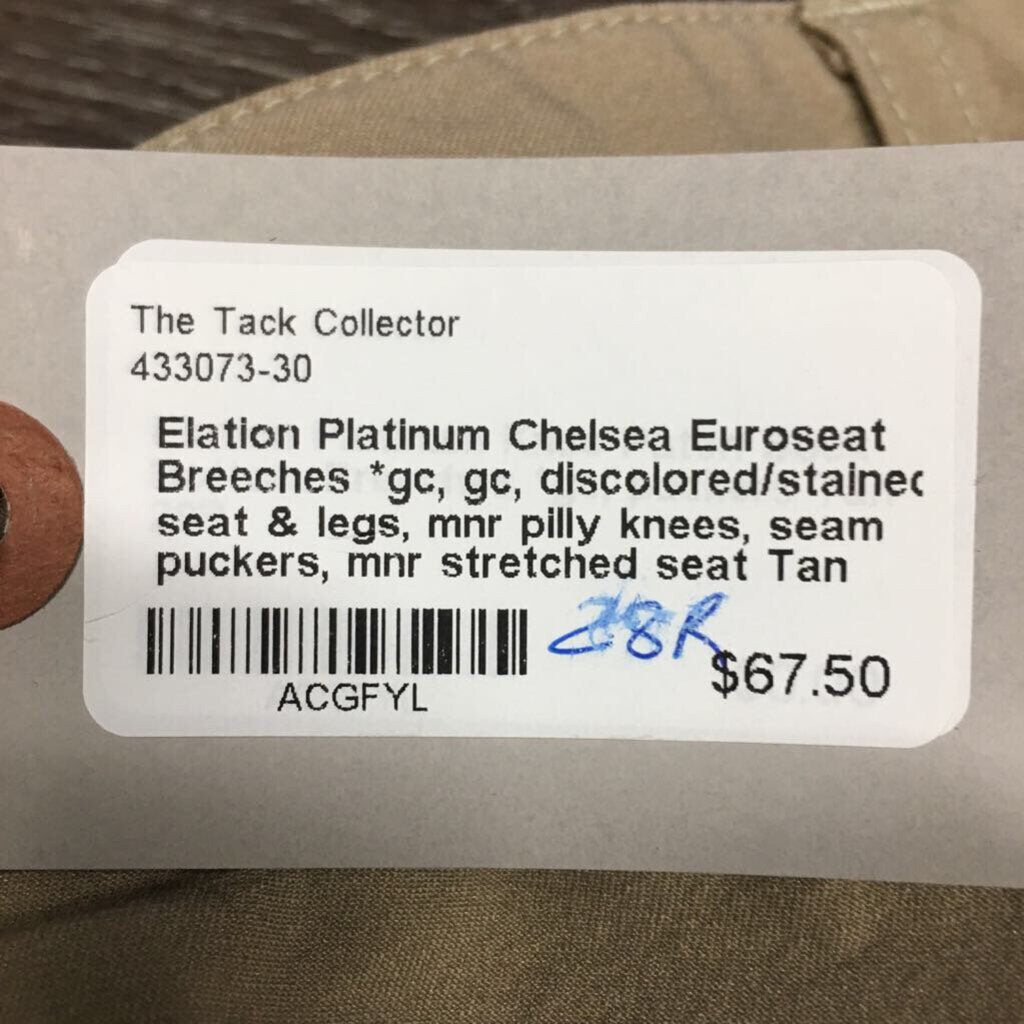 The Tack Collector
433073-30
Elation Platinum Chelsea Euroseat
Breeches *gc, gc, discolored/stained
seat & legs, mnr pilly knees, seam
puckers, mnr stretched seat Tan
28R
$67.50
ACGFYL